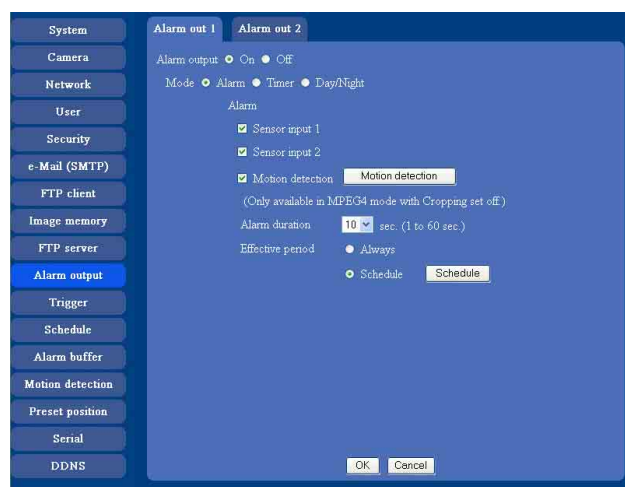 System
Camera
Network
User
Security
e-Mail (SMTP)
FTP client
Image memory
FTP server
Alarm output
Trigger
Schedule
Alarm buffer
Motion detection
Preset position
Serial
DDNS
Alarm out 1 Alarm out 2
Alarm output On Off
Mode Alarm Timer Day/Night
Alarm
Sensor input 1
Sensor input 2
Motion detection Motion detection
(Only available in MPEG4 mode with Cropping set off.)
Alarm duration 10 sec. (1 to 60 sec.)
Effective period Always
Schedule Schedule
OK Cancel